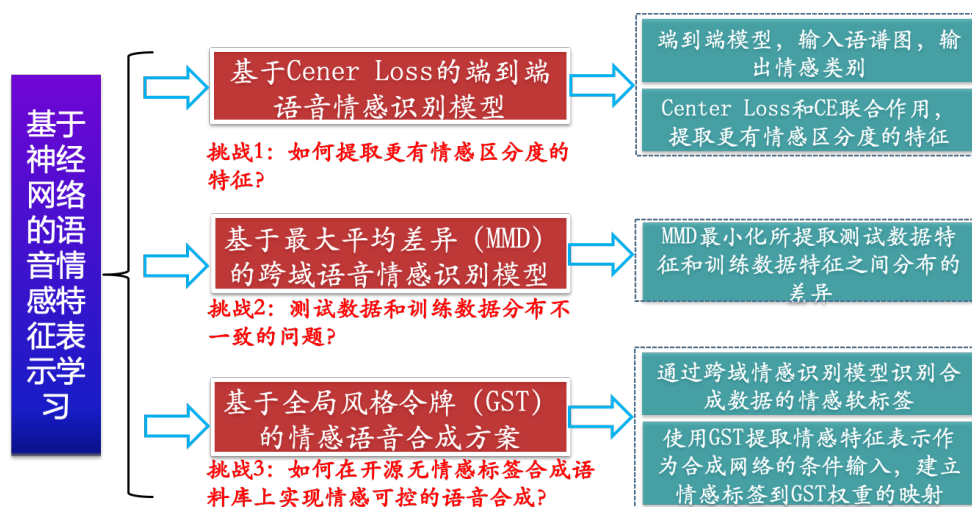 基于
神经
网络
的语
音情
感特
征表
示学
习
基于Cener Loss的端到端
语音情感识别模型
挑战1：如何提取更有情感区分度的
特征?
端到端模型，输入语谱图，输
出情感类别
Center Loss和CE联合作用，
提取更有情感区分度的特征
基于最大平均差异（MMD）
的跨域语音情感识别模型
挑战2：测试数据和训练数据分布不
一致的问题?
MMD最小化所提取测试数据特
征和训练数据特征之间分布的
差异
基于全局风格令牌（GST）
的情感语音合成方案
挑战3：如何在开源无情感标签合成语
料库上实现情感可控的语音合成?
通过跨域情感识别模型识别合
成数据的情感软标签
使用GST提取情感特征表示作
为合成网络的条件输入，建立
情感标签到GST权重的映射